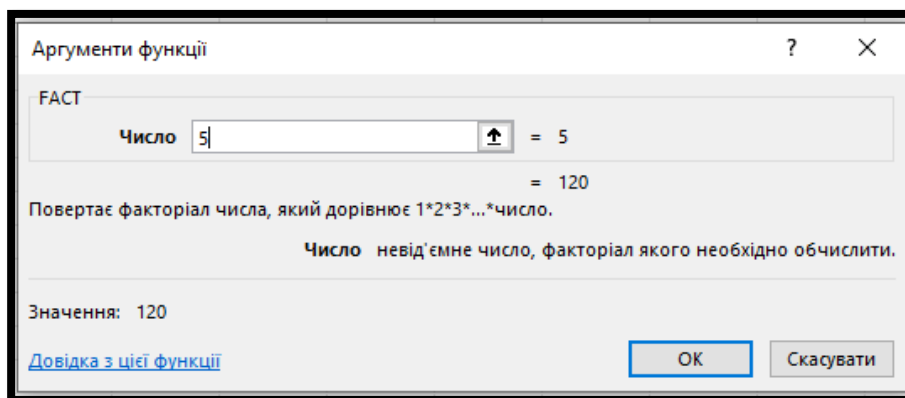 Аргументи функції ?
FACT
Число 5 = 5
= 120
Повертає факторіал числа, який дорівнює 1*2*3*...*число.
Число невід'ємне число, факторіал якого необхідно обчислити.
Значення: 120
Довідка з цієї функції
ОК Скасувати